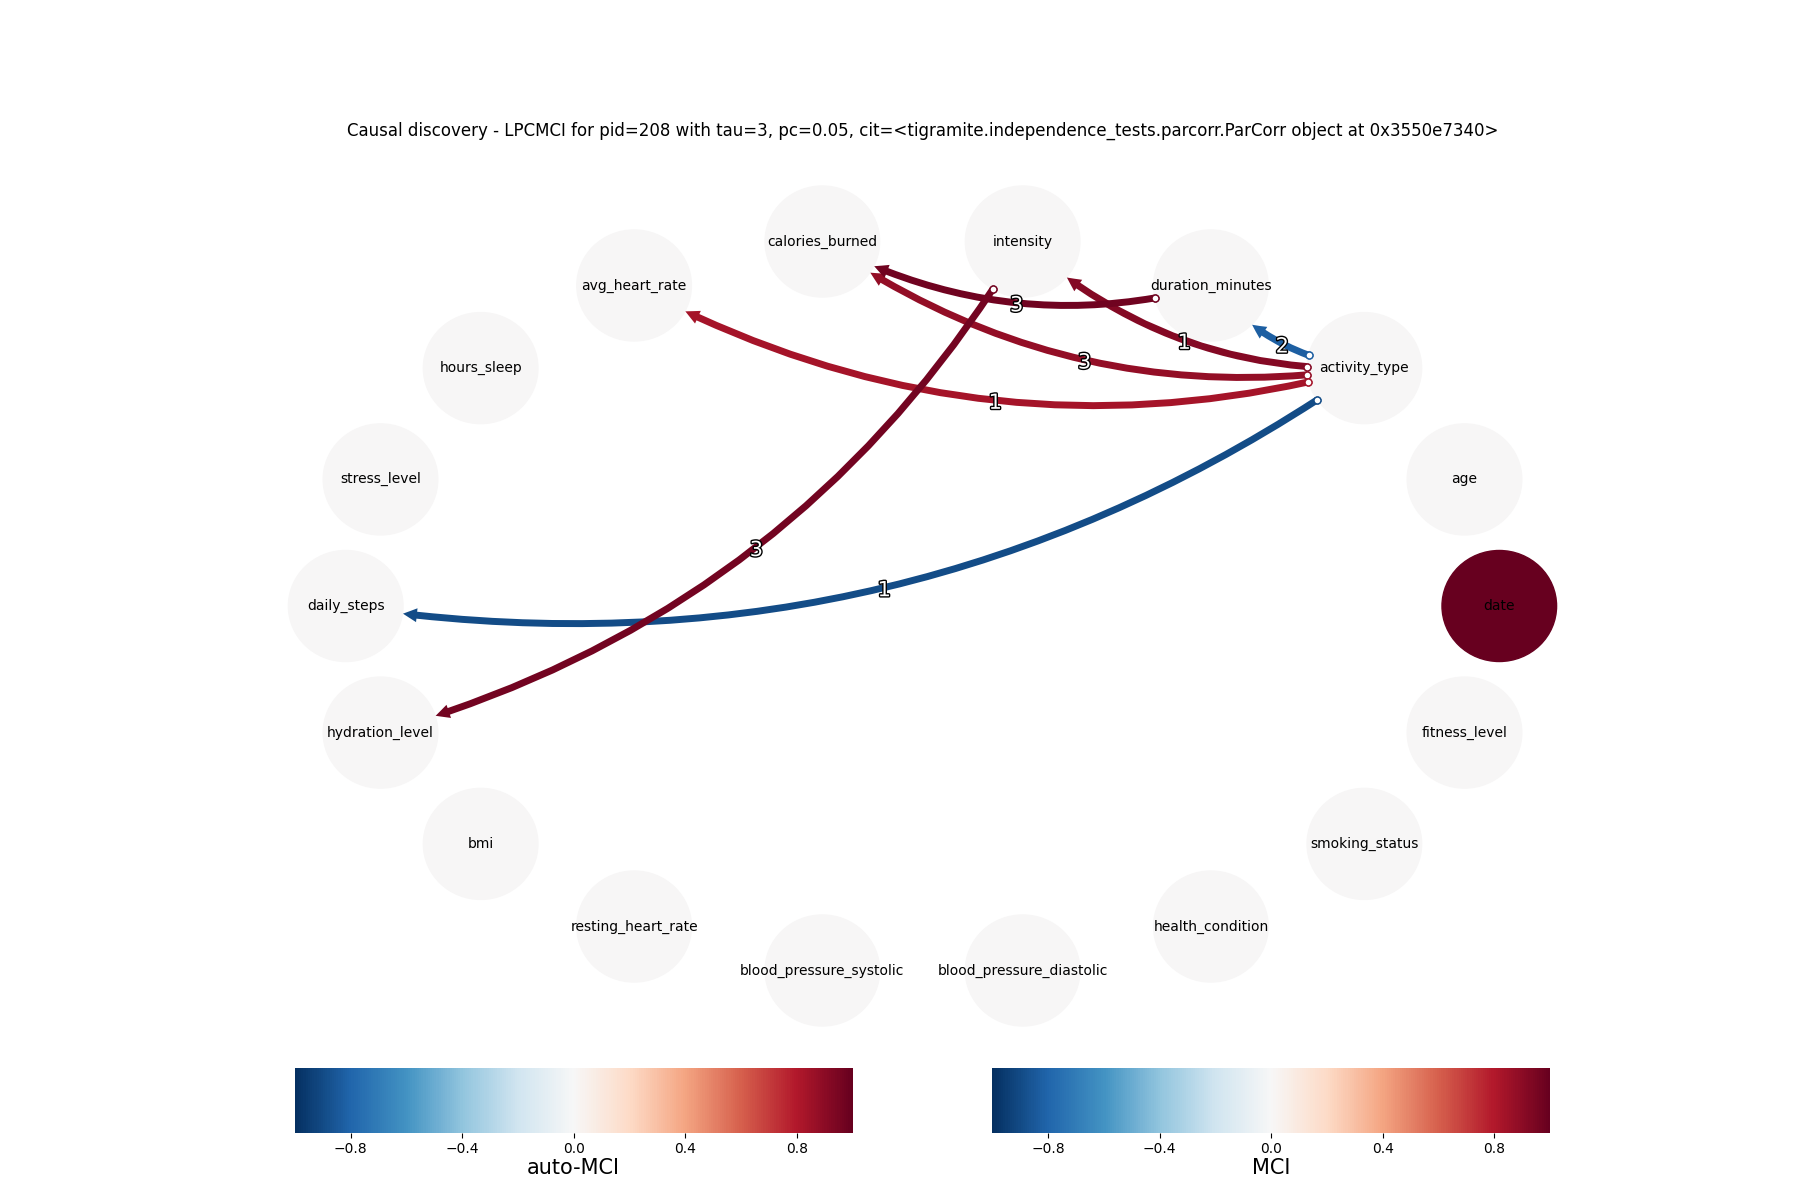 Causal discovery - LPCMCI for pid=208 with tau=3, pc=0.05, cit=<tigramite.independence_tests.parcorr.ParCorr object at 0x3550e7340>
calories_burned
intensity
avg_heart_rate
duration_minutes
3
1
2
3
hours_sleep
activity_type
1
stress_level
age
3
1
daily_steps
date
hydration_level
fitness_level
bmi
smoking_status
resting_heart_rate
health_condition
blood_pressure_systolic
blood_pressure_diastolic
−0.8 −0.4 0.0 0.4 0.8
auto-MCI
−0.8 −0.4 0.0 0.4 0.8
MCI